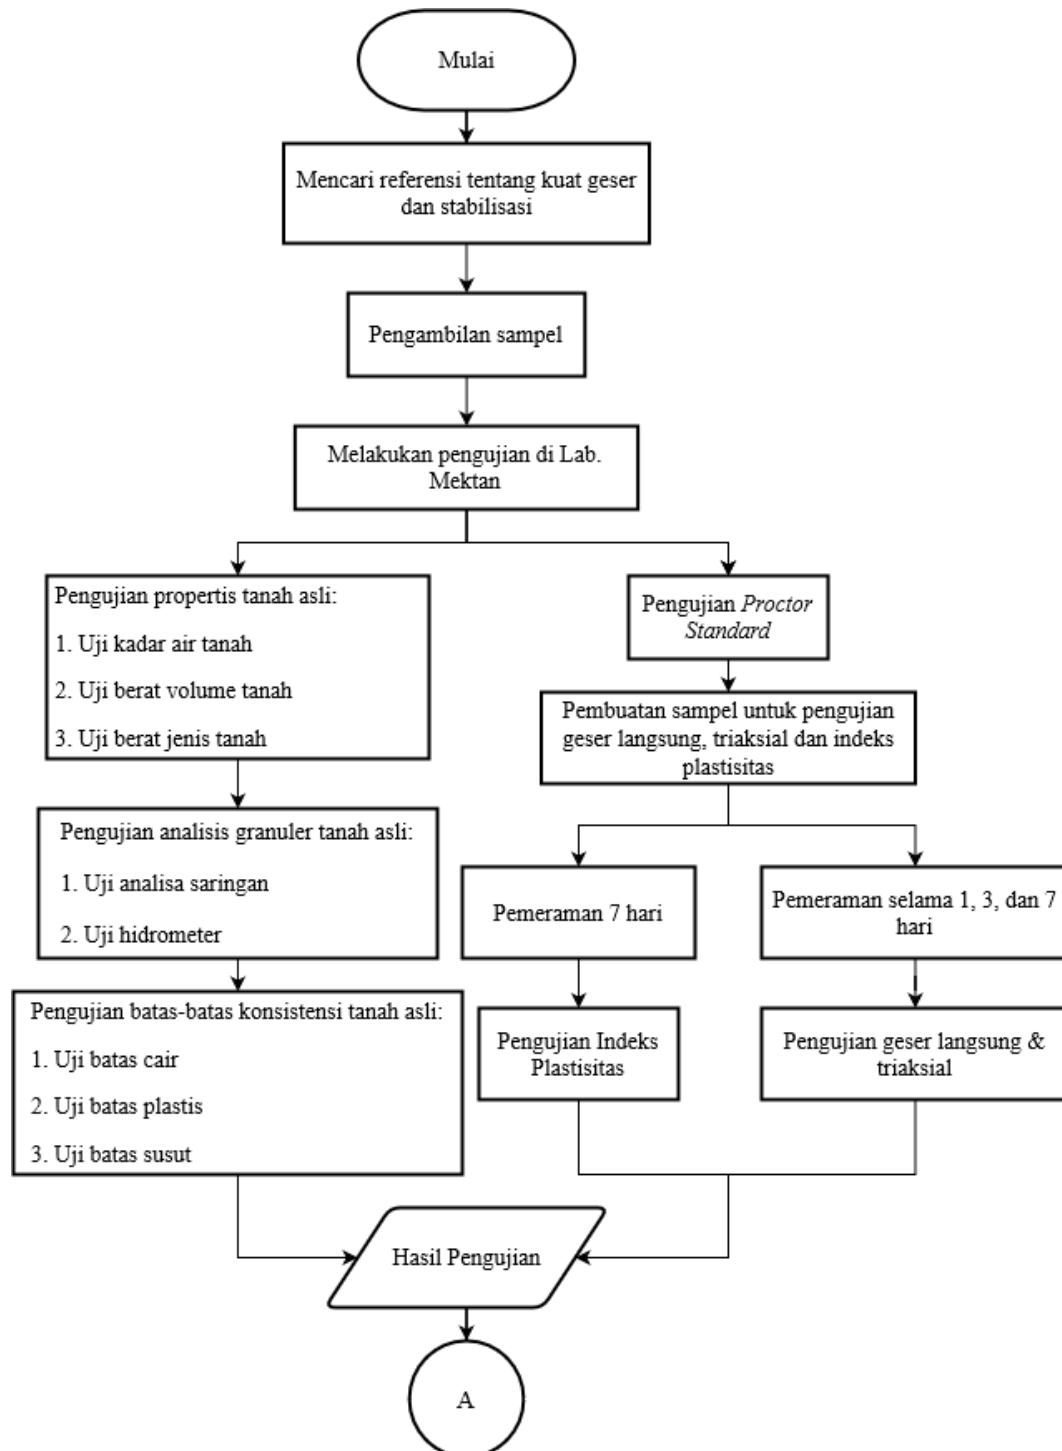 Mulai
Mencari referensi tentang kuat geser
dan stabilisasi
Pengambilan sampel
Melakukan pengujian di Lab.
Mektan
Pengujian propertis tanah asli:
1. Uji kadar air tanah
2. Uji berat volume tanah
3. Uji berat jenis tanah
Pengujian analisis granuler tanah asli:
1. Uji analisa saringan
2. Uji hidrometer
Pengujian batas-batas konsistensi tanah asli:
1. Uji batas cair
2. Uji batas plastis
3. Uji batas susut
Pengujian Proctor
Standard
Pembuatan sampel untuk pengujian
geser langsung, triaksial dan indeks
plastisitas
Pemeraman 7 hari
Pengujian Indeks
Plastisitas
Pemeraman selama 1, 3, dan 7
hari
Pengujian geser langsung &
triaksial
Hasil Pengujian
A